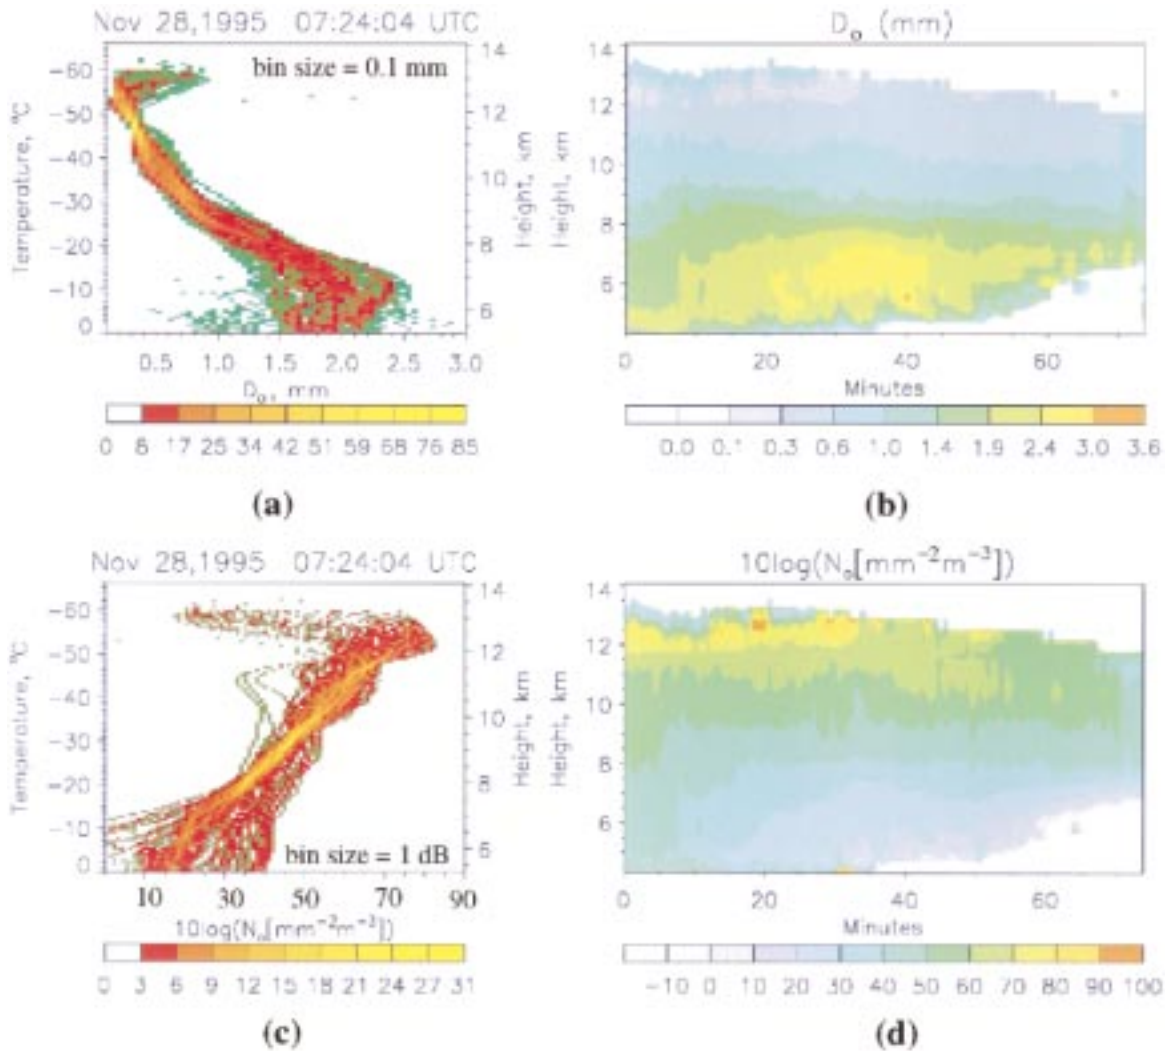 Nov 28,1995 07:24:04 UTC
bin size = 0.1 mm
Temperature, °C
-60
-50
-40
-30
-20
-10
0
14
12
10
8
6
Height, km
0.5 1.0 1.5 2.0 2.5 3.0
D₀, mm
0 8 17 25 34 42 51 59 68 76 85
(a)
D₀ (mm)
Height, km
14
12
10
8
6
0 20 40 60
Minutes
0.0 0.1 0.3 0.6 1.0 1.4 1.9 2.4 3.0 3.6
(b)
Nov 28,1995 07:24:04 UTC
Temperature, °C
-60
-50
-40
-30
-20
-10
0
14
12
10
8
6
Height, km
bin size = 1 dB
10 30 50 70 90
10log(N₀[mm⁻²m⁻³])
0 3 6 9 12 15 18 21 24 27 31
(c)
10log(N₀[mm⁻²m⁻³])
Height, km
14
12
10
8
6
0 20 40 60
Minutes
-10 0 10 20 30 40 50 60 70 80 90 100
(d)